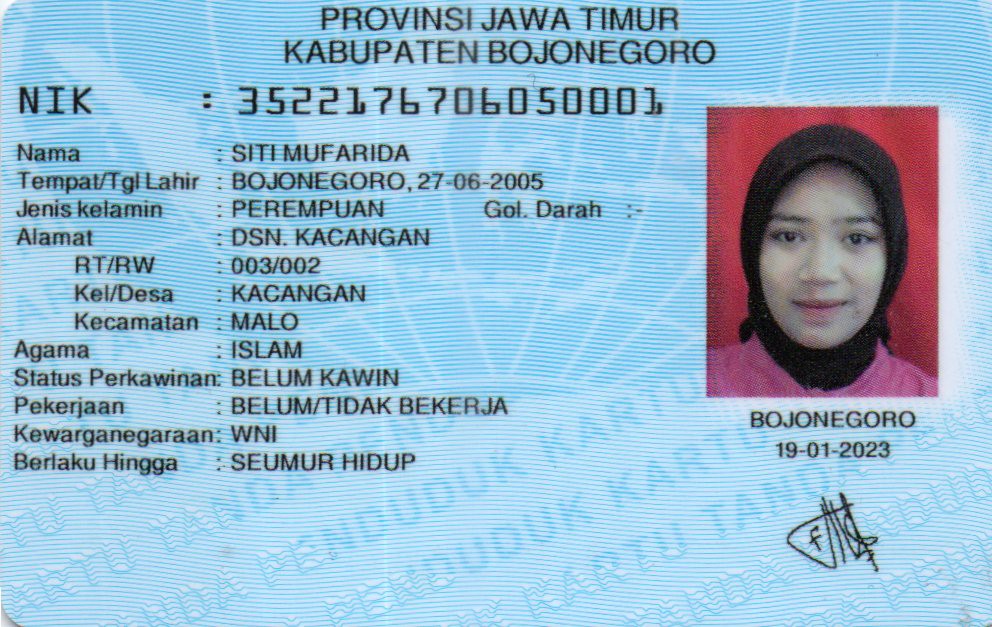 PROVINSI JAWA TIMUR
KABUPATEN BOJONEGORO
NIK : 3522176706050001
Nama : SITI MUFARIDA
Tempat/Tgl Lahir : BOJONEGORO, 27-06-2005
Jenis kelamin : PEREMPUAN Gol. Darah :-
Alamat : DSN. KACANGAN
RT/RW : 003/002
Kel/Desa : KACANGAN
Kecamatan : MALO
Agama : ISLAM
Status Perkawinan: BELUM KAWIN
Pekerjaan : BELUM/TIDAK BEKERJA
Kewarganegaraan: WNI
Berlaku Hingga : SEUMUR HIDUP
BOJONEGORO
19-01-2023